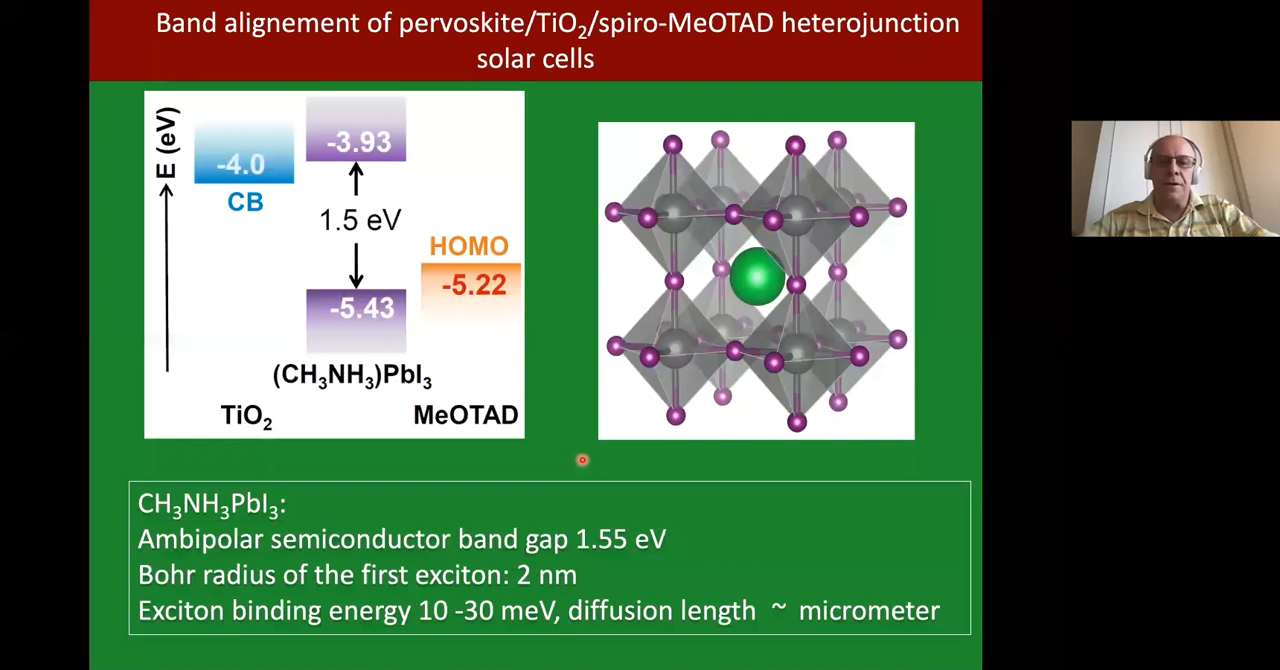 Band alignement of pervoskite/TiO₂/spiro-MeOTAD heterojunction
solar cells
E (eV)
-4.0
CB
-3.93
1.5 eV
-5.43
HOMO
-5.22
(CH₃NH₃)PbI₃
TiO₂
MeOTAD
CH₃NH₃PbI₃:
Ambipolar semiconductor band gap 1.55 eV
Bohr radius of the first exciton: 2 nm
Exciton binding energy 10 -30 meV, diffusion length ~ micrometer